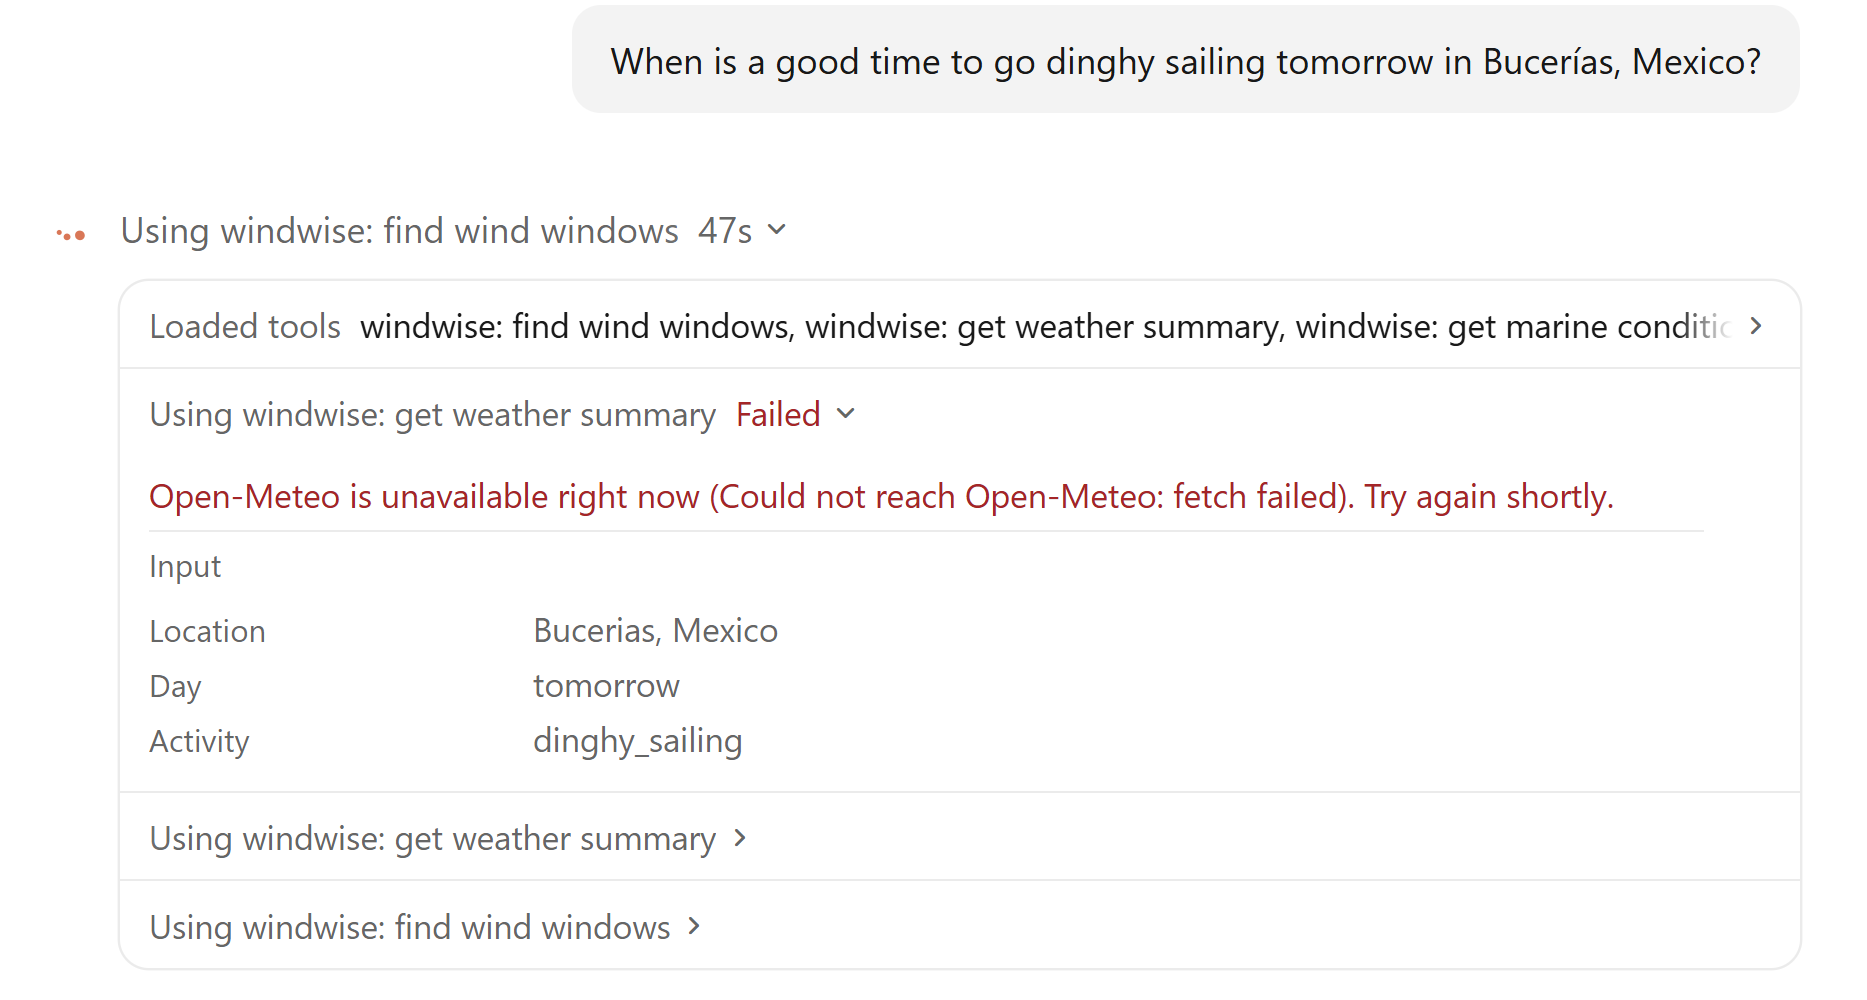 When is a good time to go dinghy sailing tomorrow in Bucerías, Mexico?
Using windwise: find wind windows 47s
Loaded tools windwise: find wind windows, windwise: get weather summary, windwise: get marine conditic
Using windwise: get weather summary Failed
Open-Meteo is unavailable right now (Could not reach Open-Meteo: fetch failed). Try again shortly.
Input
Location Bucerias, Mexico
Day tomorrow
Activity dinghy_sailing
Using windwise: get weather summary
Using windwise: find wind windows